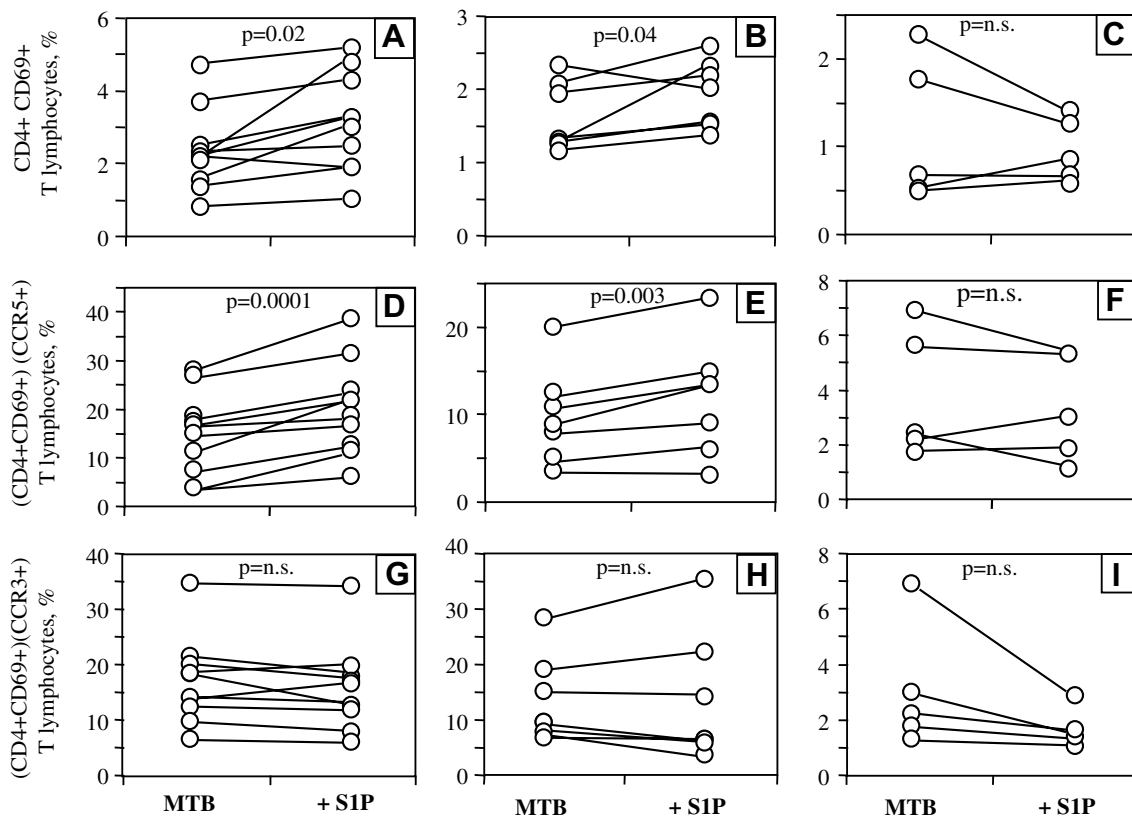 CD4+ CD69+
T lymphocytes, %
6
5
4
3
2
1
0
p=0.02
A
3
2
1
0
p=0.04
B
2
1
0
p=n.s.
C
(CD4+CD69+) (CCR5+)
T lymphocytes, %
40
30
20
10
0
p=0.0001
D
20
10
0
p=0.003
E
8
6
4
2
0
p=n.s.
F
(CD4+CD69+)(CCR3+)
T lymphocytes, %
40
30
20
10
0
p=n.s.
G
40
30
20
10
0
p=n.s.
H
8
6
4
2
0
p=n.s.
I
MTB + S1P MTB + S1P MTB + S1P